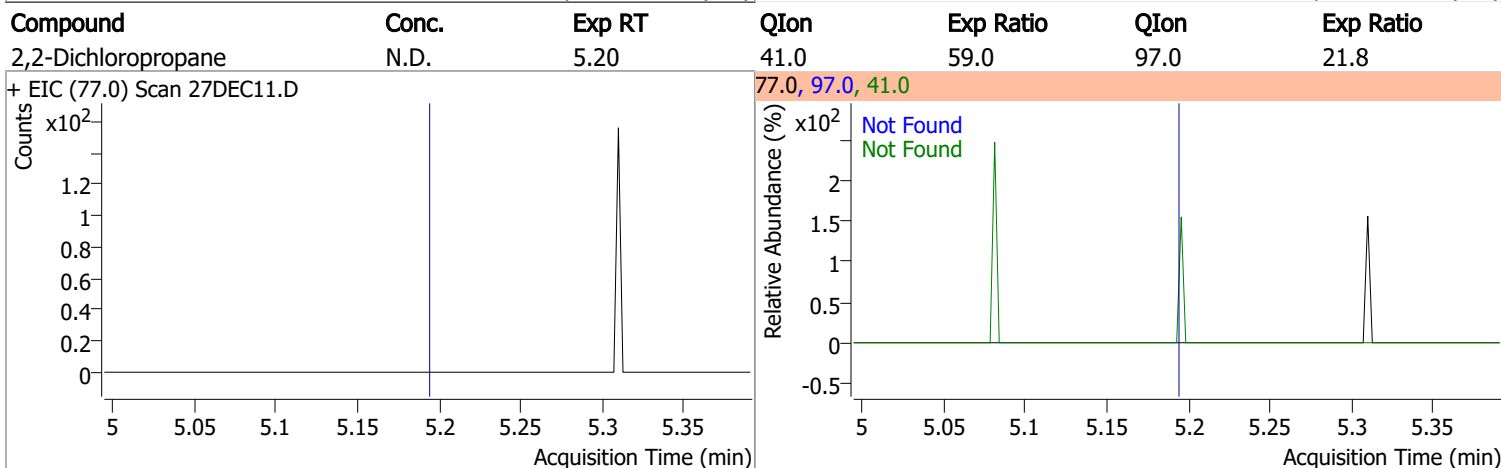 Compound Conc. Exp RT QIon Exp Ratio QIon Exp Ratio
2,2-Dichloropropane N.D. 5.20 41.0 59.0 97.0 21.8
+ EIC (77.0) Scan 27DEC11.D
Counts
x10²
1.2
1
0.8
0.6
0.4
0.2
0
5 5.05 5.1 5.15 5.2 5.25 5.3 5.35
Acquisition Time (min)
77.0, 97.0, 41.0
Relative Abundance (%)
x10²
Not Found
Not Found
2
1.5
1
0.5
0
-0.5
5 5.05 5.1 5.15 5.2 5.25 5.3 5.35
Acquisition Time (min)